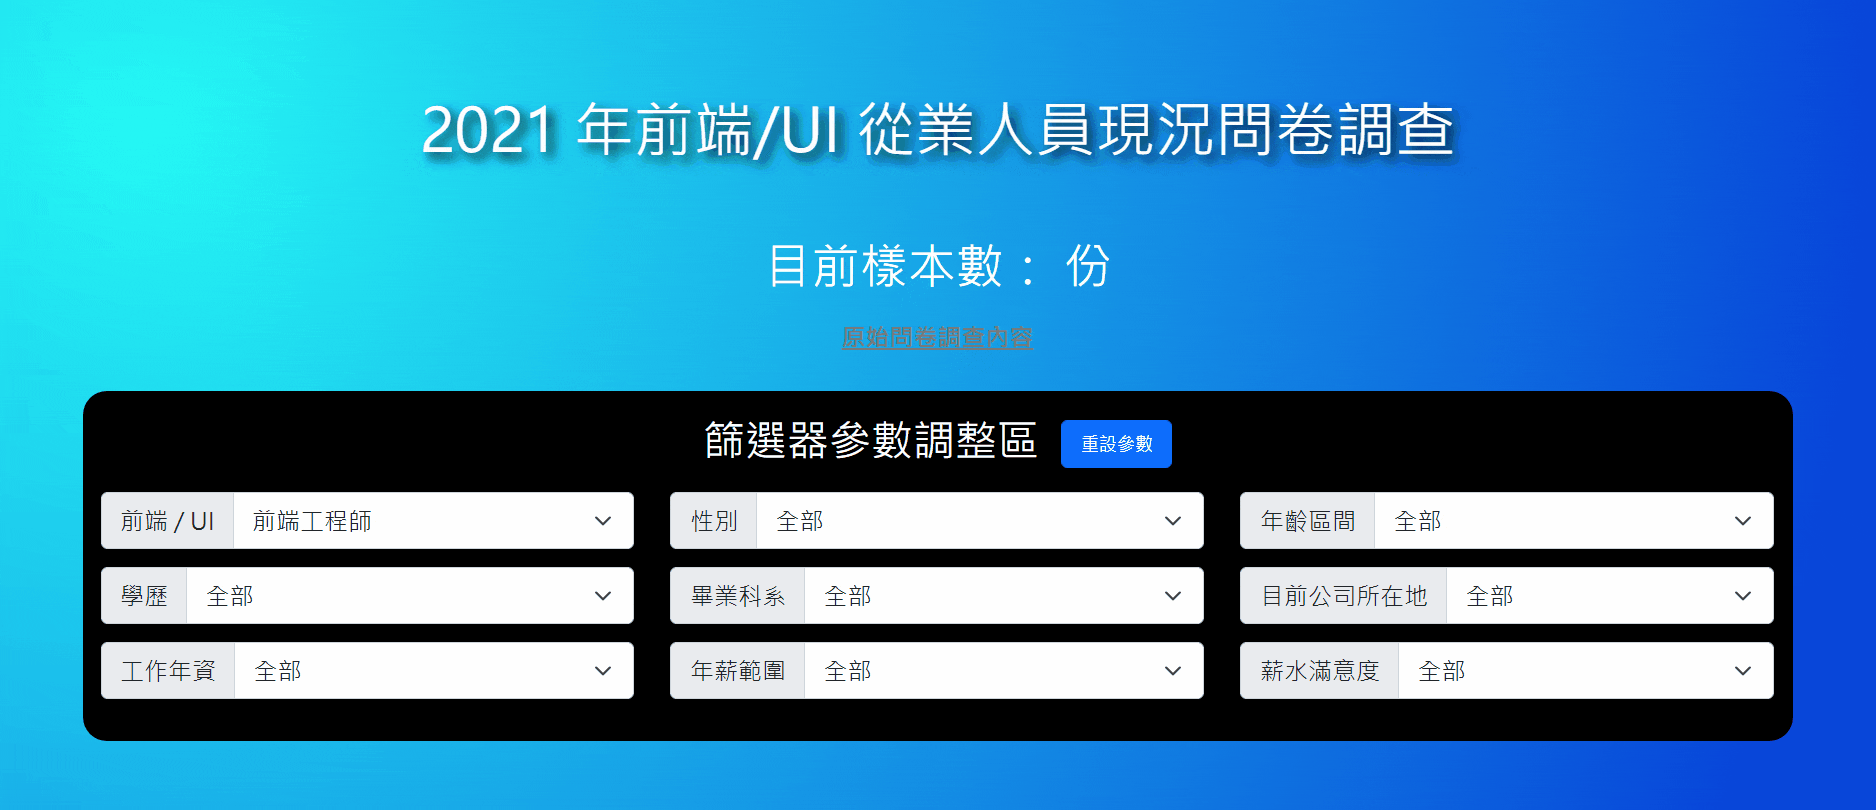 2021 年前端/UI 從業人員現況問卷調查
目前樣本數： 份
原始問卷調查內容
篩選器參數調整區 重設參數
前端 / UI 前端工程師 性別 全部 年齡區間 全部
學歷 全部 畢業科系 全部 目前公司所在地 全部
工作年資 全部 年薪範圍 全部 薪水滿意度 全部